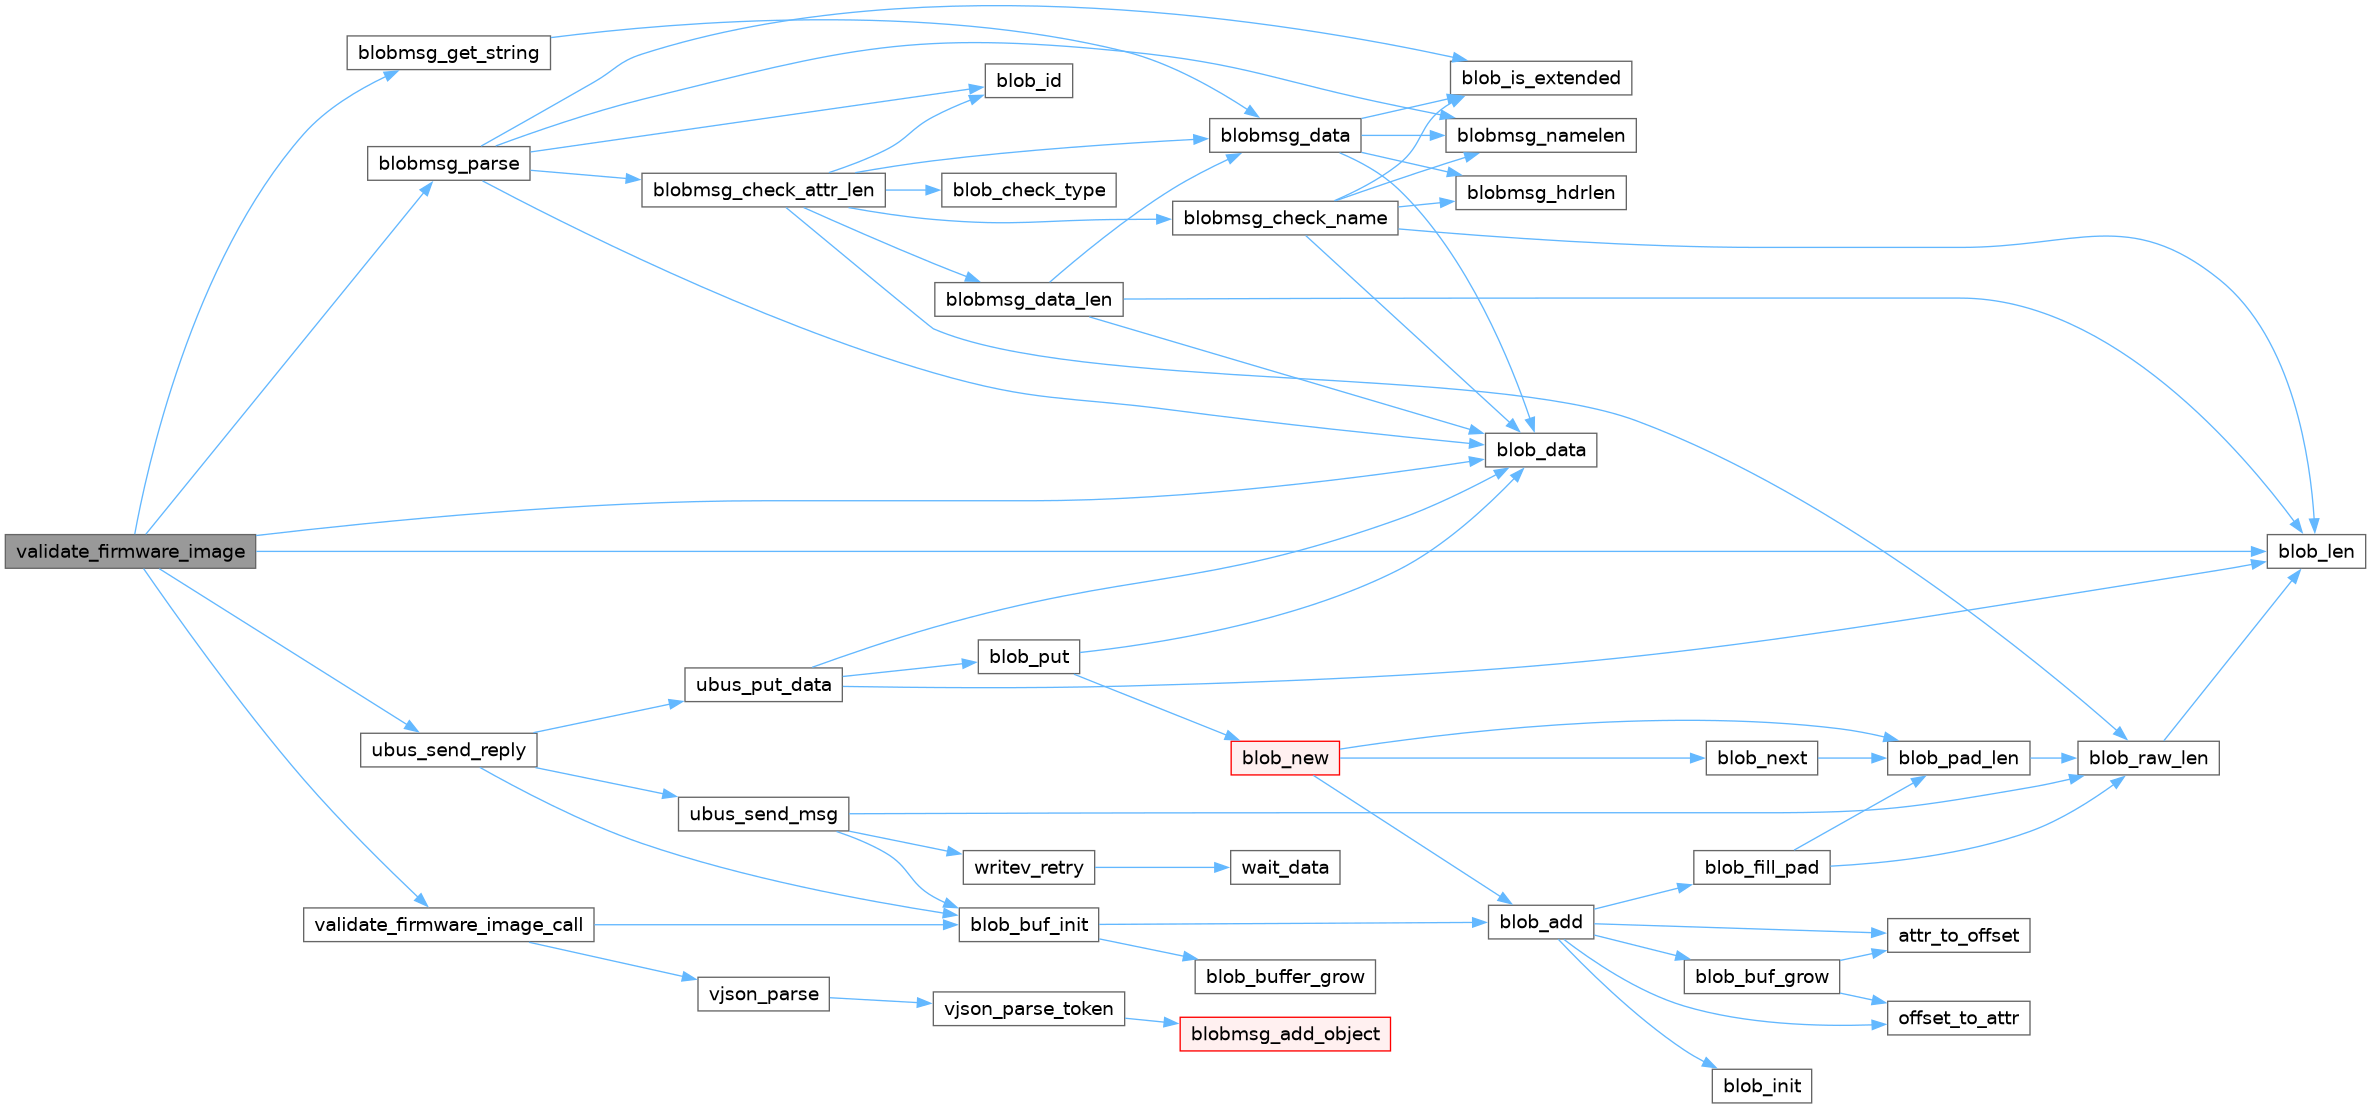 blobmsg_get_string
blob_is_extended
blob_id
blobmsg_data
blobmsg_namelen
blobmsg_parse
blobmsg_check_attr_len
blob_check_type
blobmsg_hdrlen
blobmsg_check_name
blobmsg_data_len
blob_data
validate_firmware_image
blob_len
blob_put
ubus_put_data
ubus_send_reply
blob_new
blob_next
blob_pad_len
blob_raw_len
ubus_send_msg
writev_retry
wait_data
blob_fill_pad
validate_firmware_image_call
blob_buf_init
blob_add
attr_to_offset
blob_buffer_grow
blob_buf_grow
vjson_parse
vjson_parse_token
offset_to_attr
blobmsg_add_object
blob_init